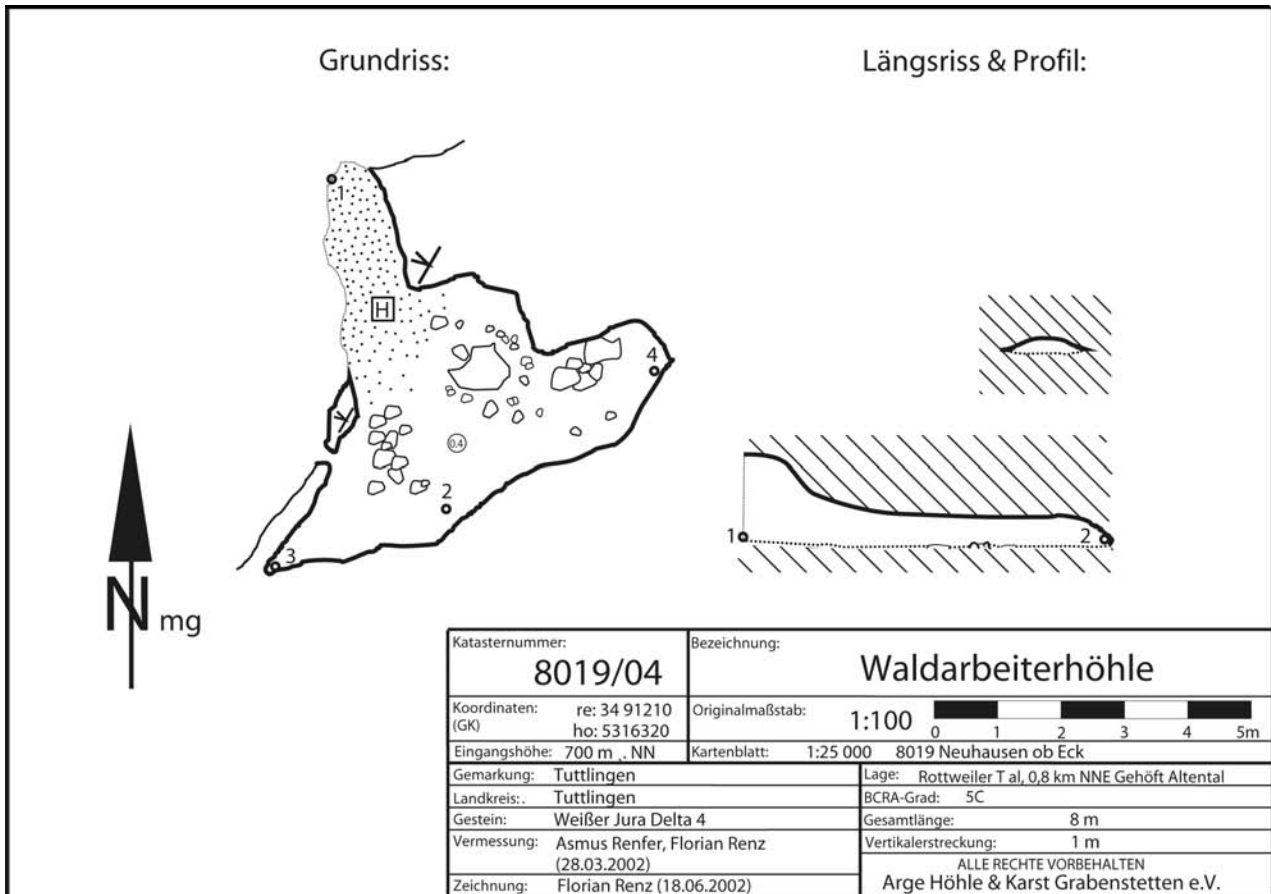 Grundriss:
Längsriss & Profil:
1
H
4
0.4
2
3
1
2
N mg
Katasternummer:
8019/04
Bezeichnung:
Waldarbeiterhöhle
Koordinaten:
(GK)
re: 34 91210
ho: 5316320
Originalmaßstab:
1:100
0 1 2 3 4 5m
Eingangshöhe: 700 m ,. NN
Kartenblatt: 1:25 000 8019 Neuhausen ob Eck
Gemarkung: Tuttlingen
Lage: Rottweiler T al, 0,8 km NNE Gehöft Altental
Landkreis:. Tuttlingen
BCRA-Grad: 5C
Gestein: Weißer Jura Delta 4
Gesamtlänge: 8 m
Vermessung: Asmus Renfer, Florian Renz
(28.03.2002)
Vertikalerstreckung: 1 m
Zeichnung: Florian Renz (18.06.2002)
ALLE RECHTE VORBEHALTEN
Arge Höhle & Karst Grabenstetten e.V.